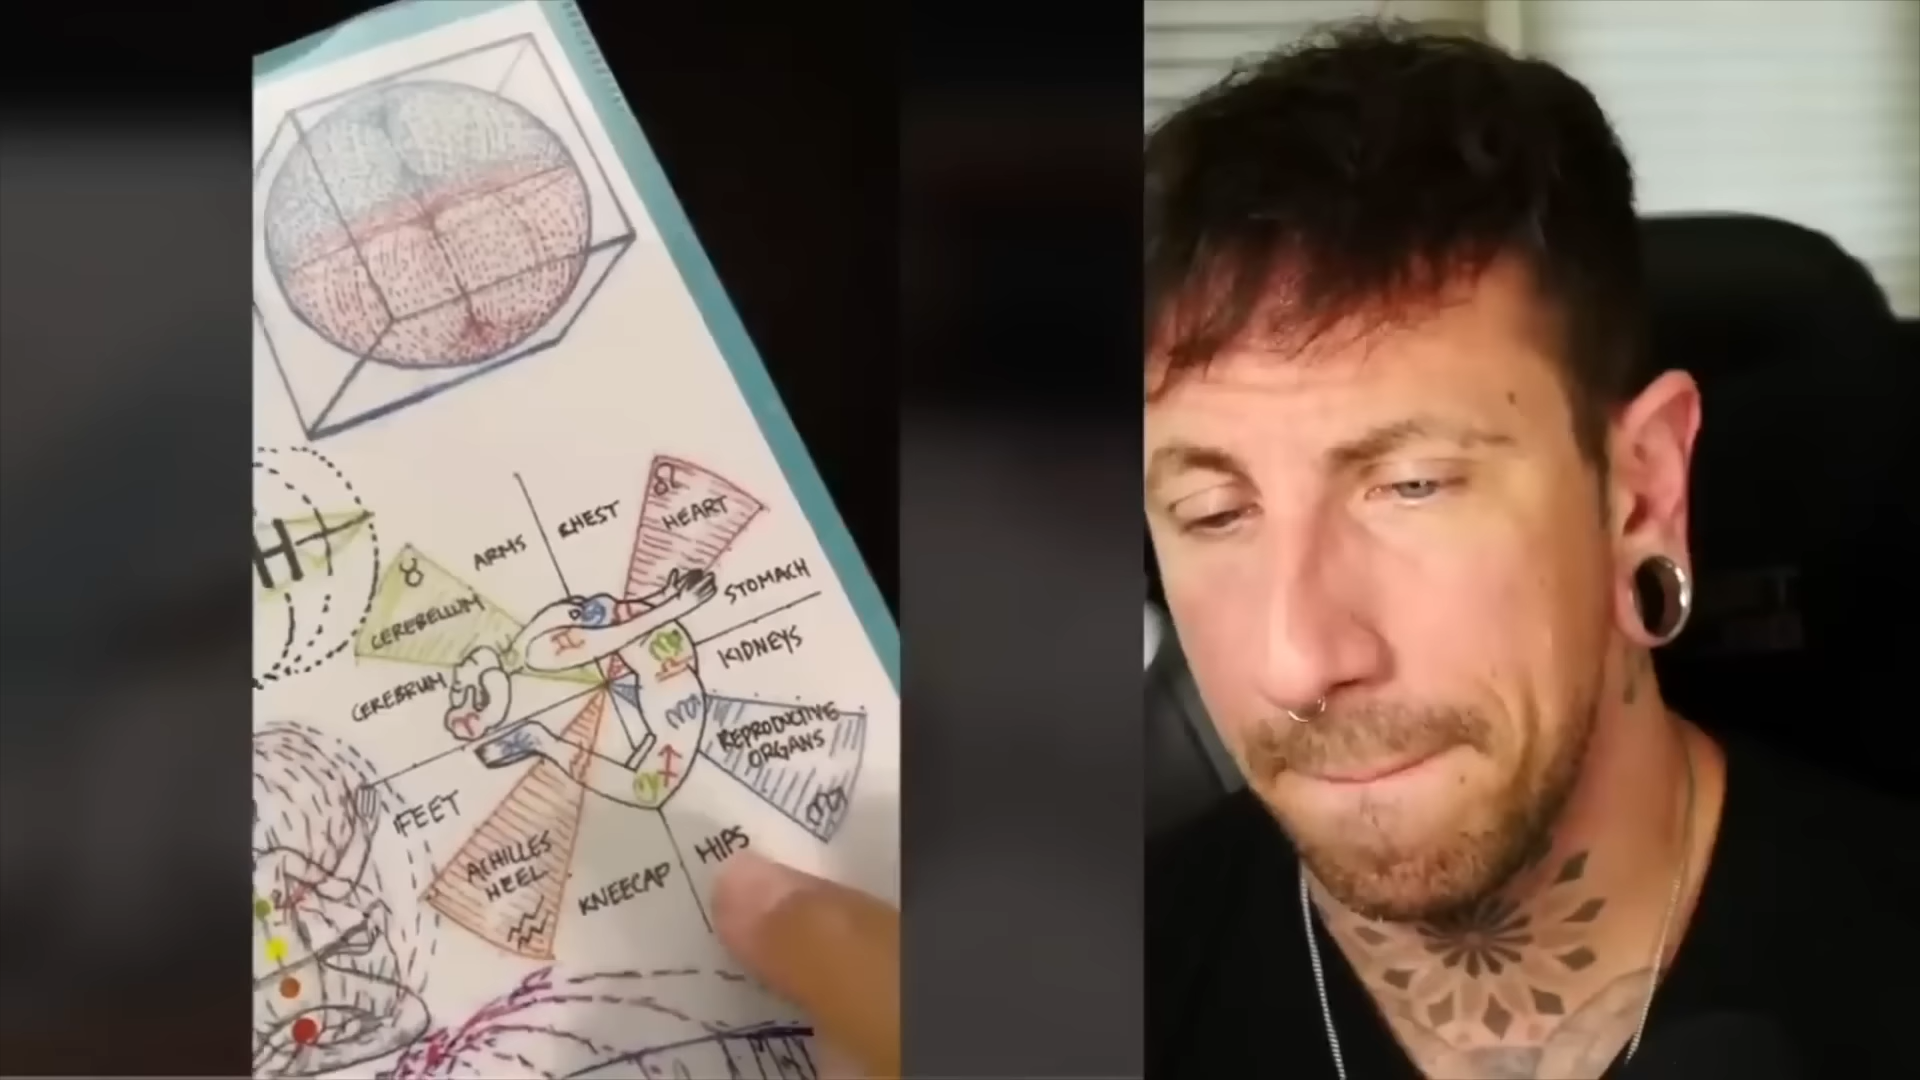 ARMS
CHEST
HEART
STOMACH
KIDNEYS
REPRODUCTIVE
ORGANS
HIPS
KNEECAP
ACHILLES
HEEL
FEET
CEREBRUM
CEREBELLUM
H